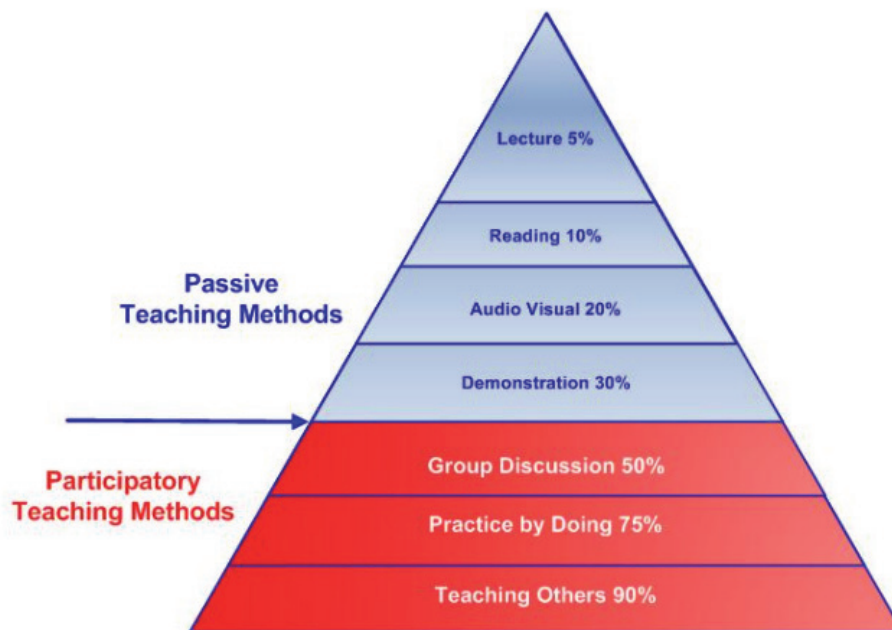 Lecture 5%
Reading 10%
Passive
Teaching Methods
Audio Visual 20%
Demonstration 30%
Participatory
Teaching Methods
Group Discussion 50%
Practice by Doing 75%
Teaching Others 90%